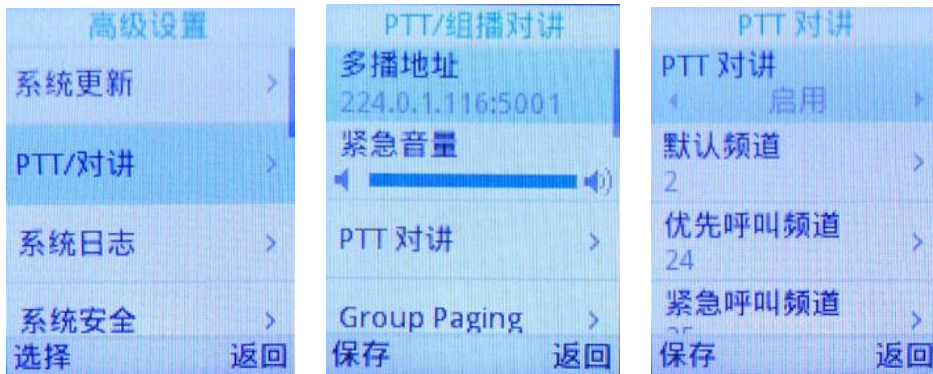 高级设置
系统更新
PTT/对讲
系统日志
系统安全
选择 返回
PTT/组播对讲
多播地址
224.0.1.116:5001
紧急音量
PTT 对讲
Group Paging
保存 返回
PTT 对讲
PTT 对讲
启用
默认频道
2
优先呼叫频道
24
紧急呼叫频道
保存 返回